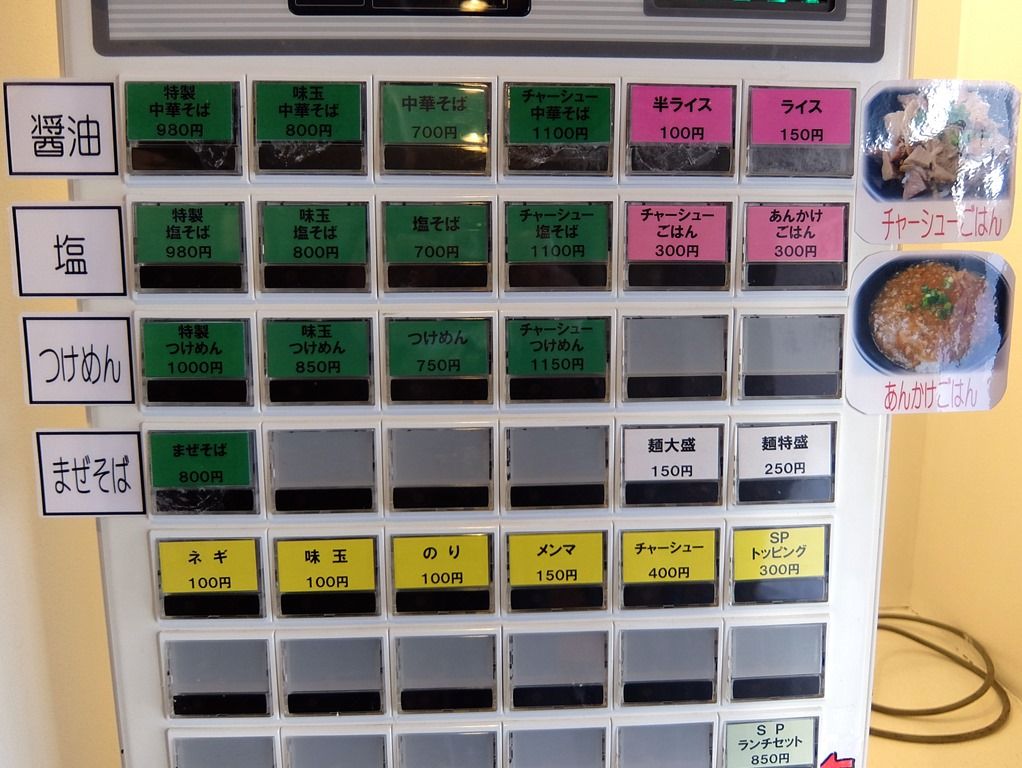 醤油
特製
中華そば
980円
味玉
中華そば
800円
中華そば
700円
チャーシュー
中華そば
1100円
半ライス
100円
ライス
150円
チャーシューごはん
塩
特製
塩そば
980円
味玉
塩そば
800円
塩そば
700円
チャーシュー
塩そば
1100円
チャーシュー
ごはん
300円
あんかけ
ごはん
300円
あんかけごはん
つけめん
特製
つけめん
1000円
味玉
つけめん
850円
つけめん
750円
チャーシュー
つけめん
1150円
まぜそば
まぜそば
800円
麺大盛
150円
麺特盛
250円
ネギ
100円
味玉
100円
のり
100円
メンマ
150円
チャーシュー
400円
SP
トッピング
300円
SP
ランチセット
850円